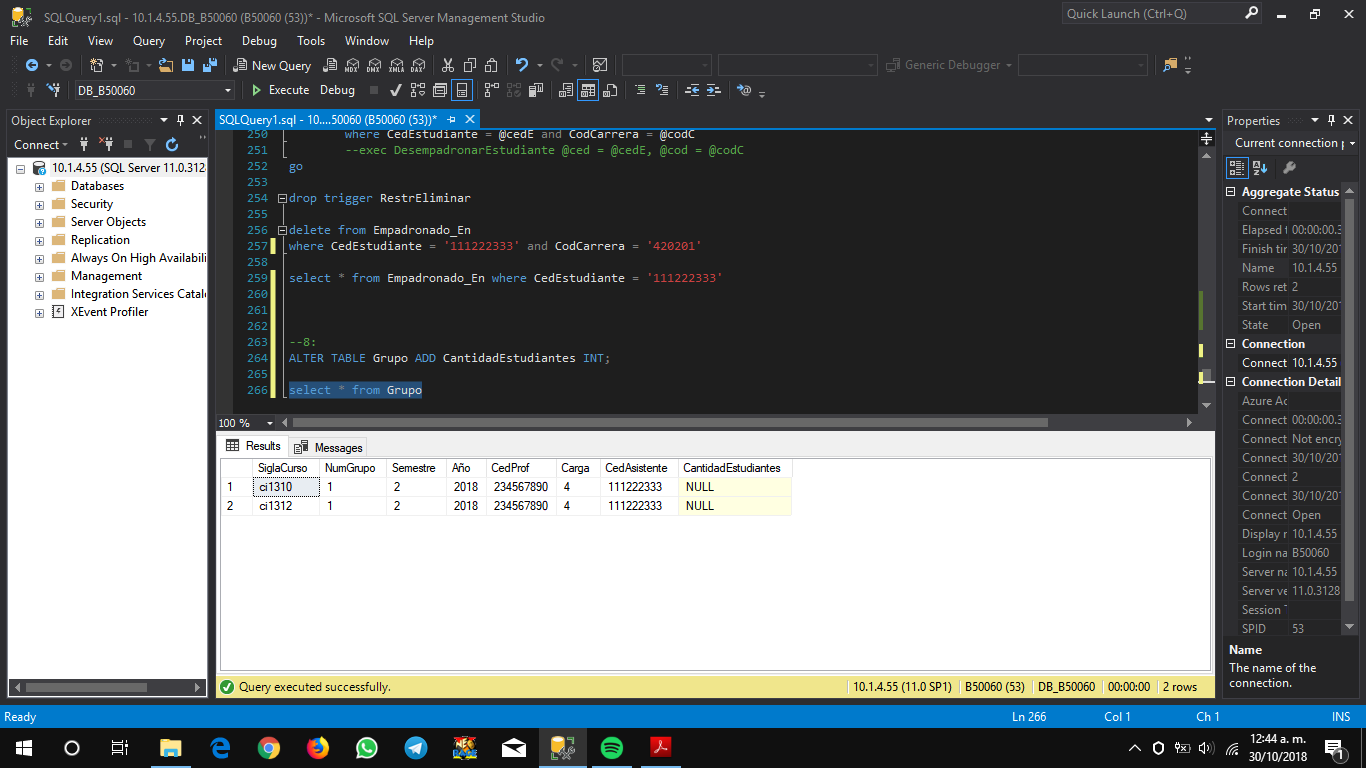 SQLQuery1.sql - 10.1.4.55.DB_B50060 (B50060 (53))* - Microsoft SQL Server Management Studio
Quick Launch (Ctrl+Q)
File Edit View Query Project Debug Tools Window Help
New Query
MDX DMX XMLA DAX
Generic Debugger
DB_B50060
Execute Debug
Object Explorer
Connect
10.1.4.55 (SQL Server 11.0.3128
Databases
Security
Server Objects
Replication
Always On High Availabili
Management
Integration Services Catal
XEvent Profiler
SQLQuery1.sql - 10....50060 (B50060 (53))*
250 where CedEstudiante = @cedE and CodCarrera = @codC
251 --exec DesempadronarEstudiante @ced = @cedE, @cod = @codC
252 go
253
254 drop trigger RestrEliminar
255
256 delete from Empadronado_En
257 where CedEstudiante = '111222333' and CodCarrera = '420201'
258
259 select * from Empadronado_En where CedEstudiante = '111222333'
260
261
262
263 --8:
264 ALTER TABLE Grupo ADD CantidadEstudiantes INT;
265
266 select * from Grupo
100 %
Results Messages
SiglaCurso NumGrupo Semestre Año CedProf Carga CedAsistente CantidadEstudiantes
1 ci1310 1 2 2018 234567890 4 111222333 NULL
2 ci1312 1 2 2018 234567890 4 111222333 NULL
Query executed successfully.
10.1.4.55 (11.0 SP1) B50060 (53) DB_B50060 00:00:00 2 rows
Properties
Current connection p
Aggregate Status
Connect
Elapsed t 00:00:00.3
Finish tir 30/10/201
Name 10.1.4.55
Rows ret 2
Start tim 30/10/201
State Open
Connection
Connect 10.1.4.55
Connection Detail
Azure Ac
Connect 00:00:00.3
Connect Not encry
Connect 30/10/201
Connect 2
Connect 30/10/201
Connect Open
Display r 10.1.4.55
Login na B50060
Server na 10.1.4.55
Server ve 11.0.3128
Session
SPID 53
Name
The name of the
connection.
Ready
Ln 266 Col 1 Ch 1 INS
12:44 a. m.
30/10/2018
1